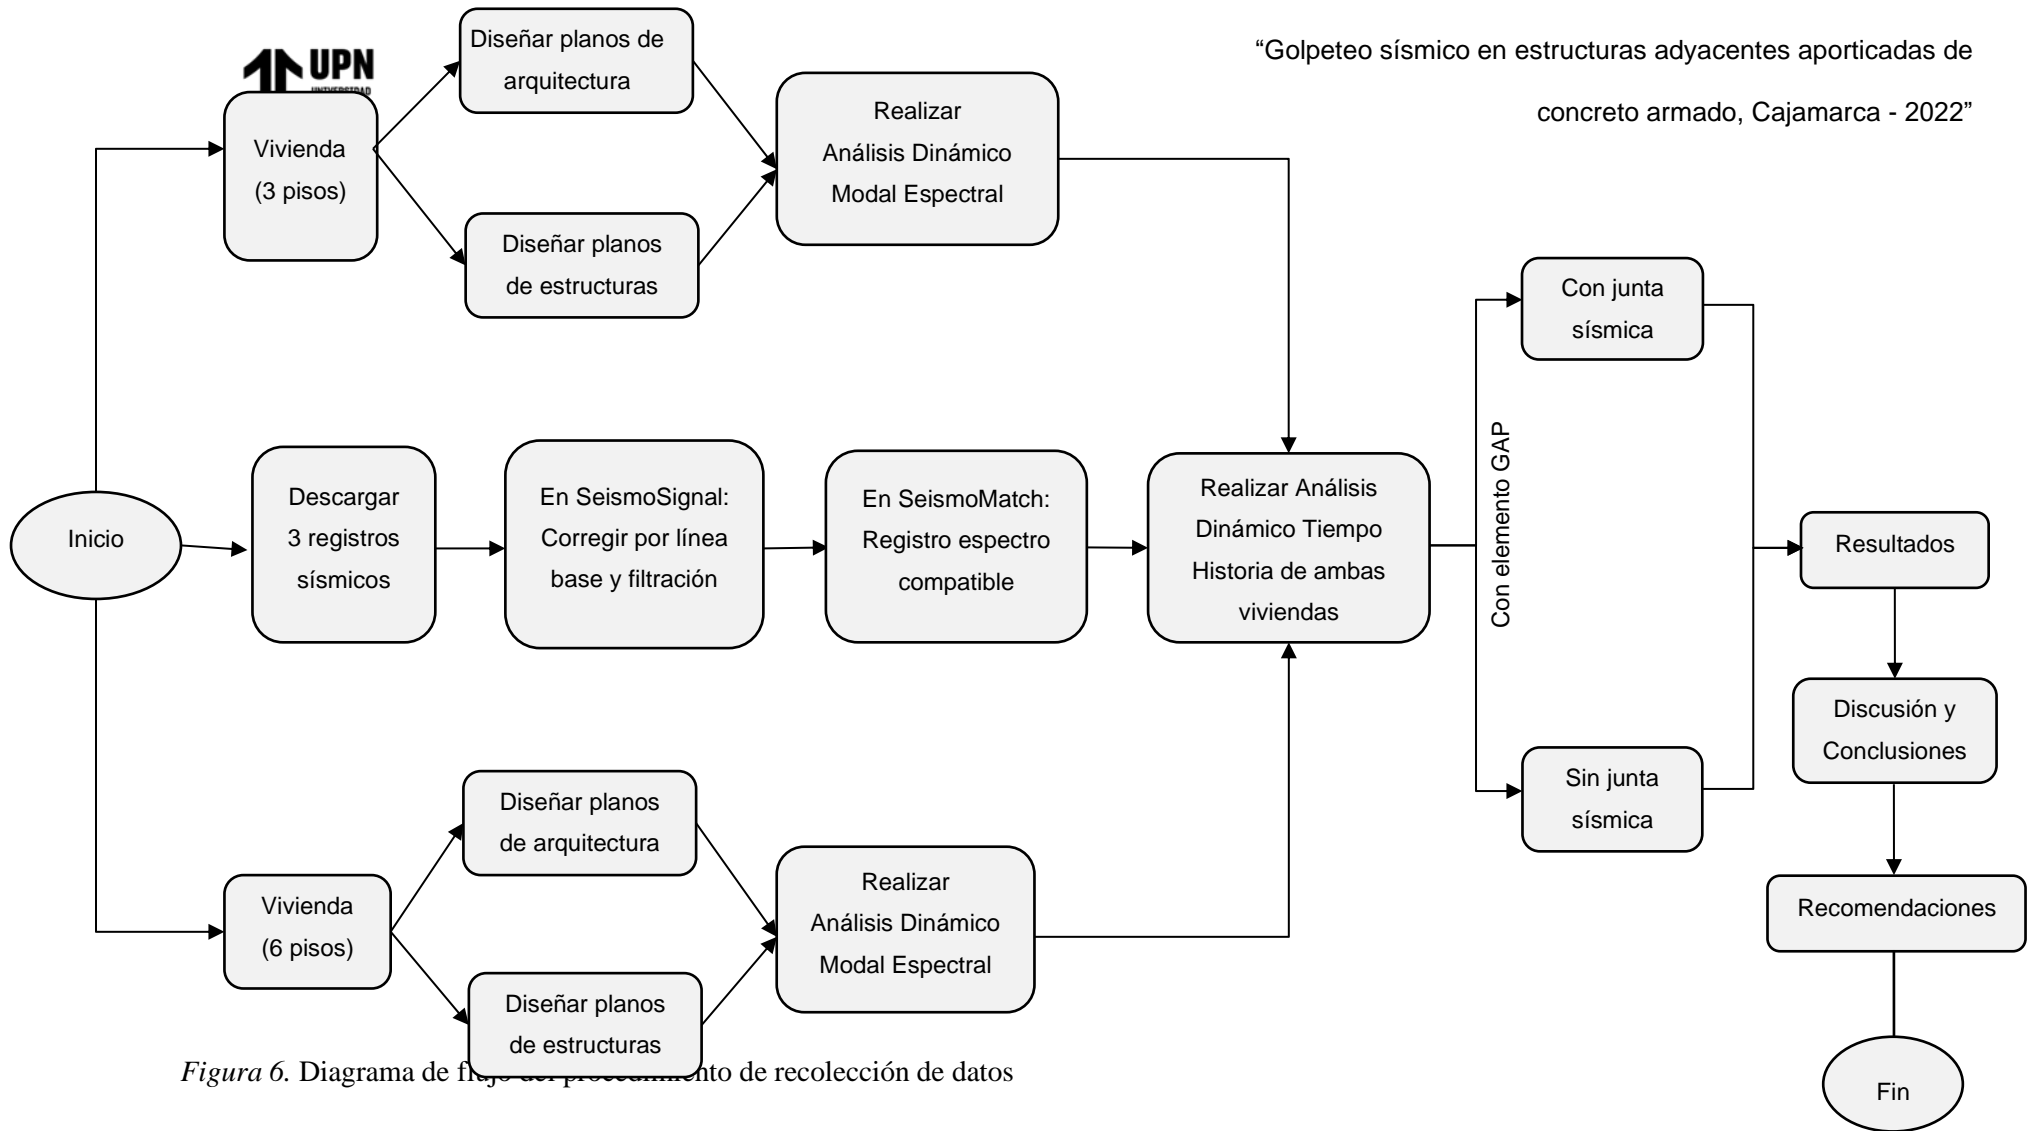 UPN
“Golpeteo sísmico en estructuras adyacentes aporticadas de
concreto armado, Cajamarca - 2022”
Diseñar planos de
arquitectura
Vivienda
(3 pisos)
Diseñar planos
de estructuras
Realizar
Análisis Dinámico
Modal Espectral
Inicio
Descargar
3 registros
sísmicos
En SeismoSignal:
Corregir por línea
base y filtración
En SeismoMatch:
Registro espectro
compatible
Realizar Análisis
Dinámico Tiempo
Historia de ambas
viviendas
Con elemento GAP
Con junta
sísmica
Sin junta
sísmica
Resultados
Discusión y
Conclusiones
Recomendaciones
Fin
Vivienda
(6 pisos)
Diseñar planos
de arquitectura
Diseñar planos
de estructuras
Realizar
Análisis Dinámico
Modal Espectral
Figura 6. Diagrama de flujo del procedimiento de recolección de datos